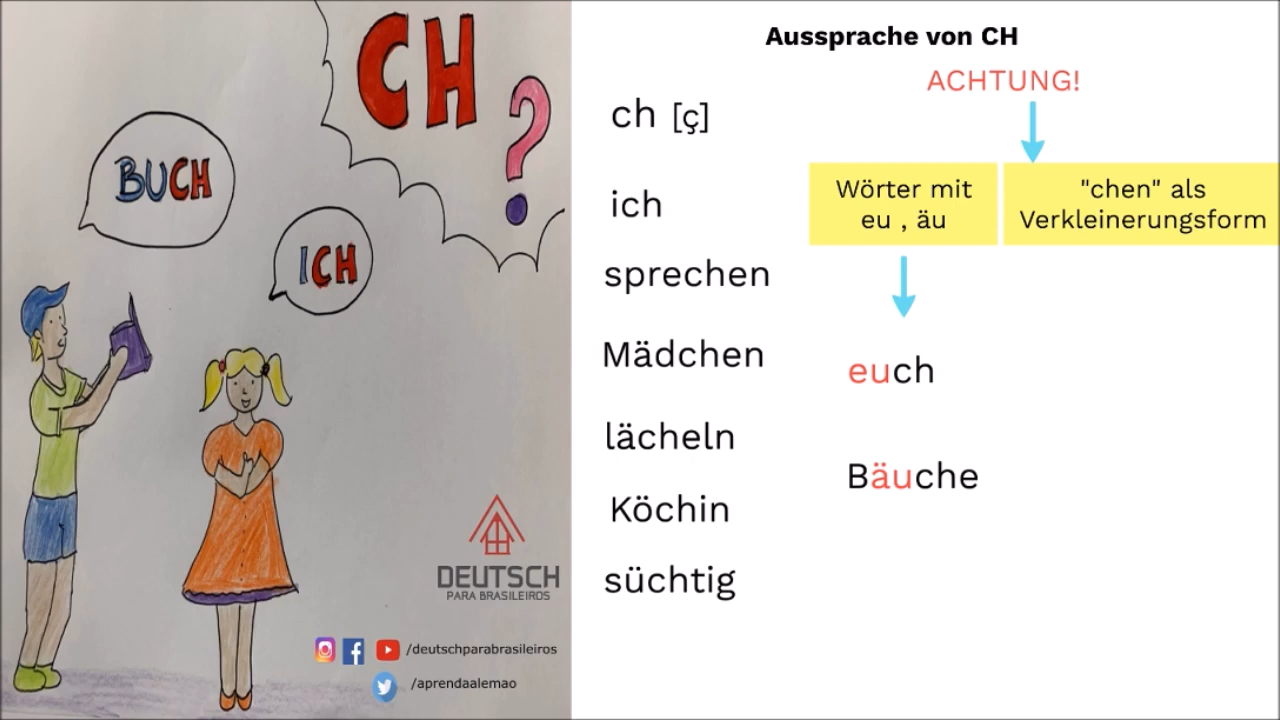 CH
?
BUCH
ICH
DEUTSCH
PARA BRASILEIROS
/deutschparabrasileiros
/aprendaalemao
Aussprache von CH
ACHTUNG!
ch [ç]
Wörter mit
eu , äu
"chen" als
Verkleinerungsform
ich
sprechen
Mädchen
euch
lächeln
Bäuche
Köchin
süchtig